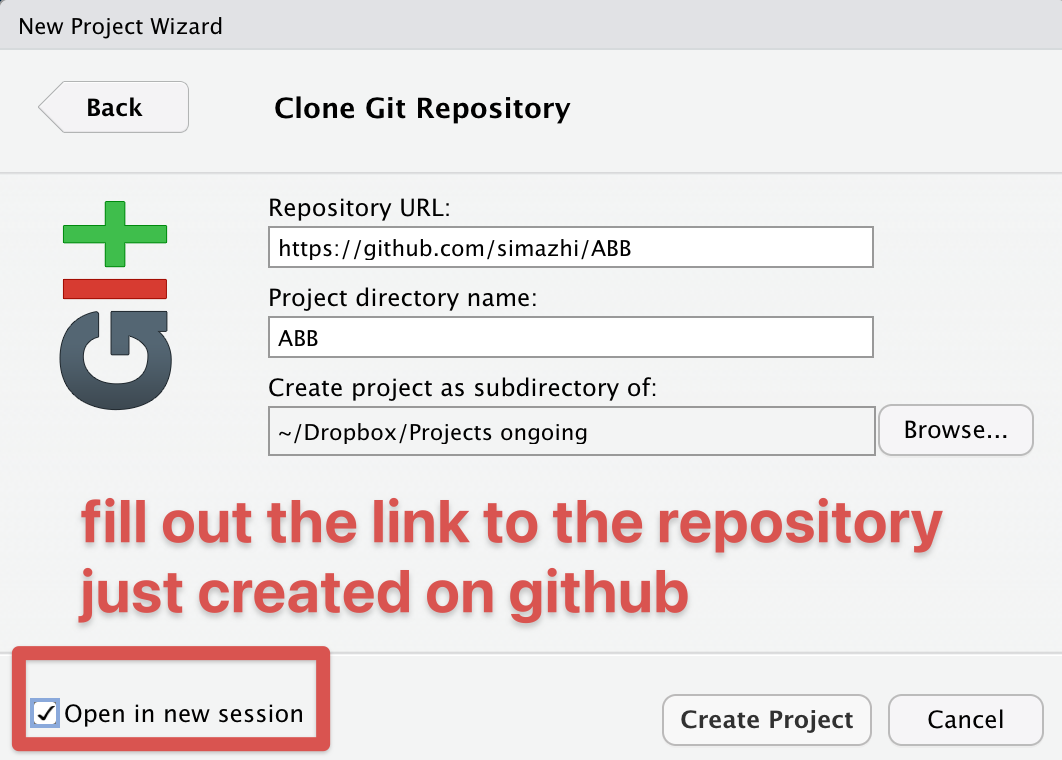 New Project Wizard
Back
Clone Git Repository
Git
Repository URL:
https://github.com/simazhi/ABB
Project directory name:
ABB
Create project as subdirectory of:
~/Dropbox/Projects ongoing
Browse...
fill out the link to the repository
just created on github
Open in new session
Create Project
Cancel